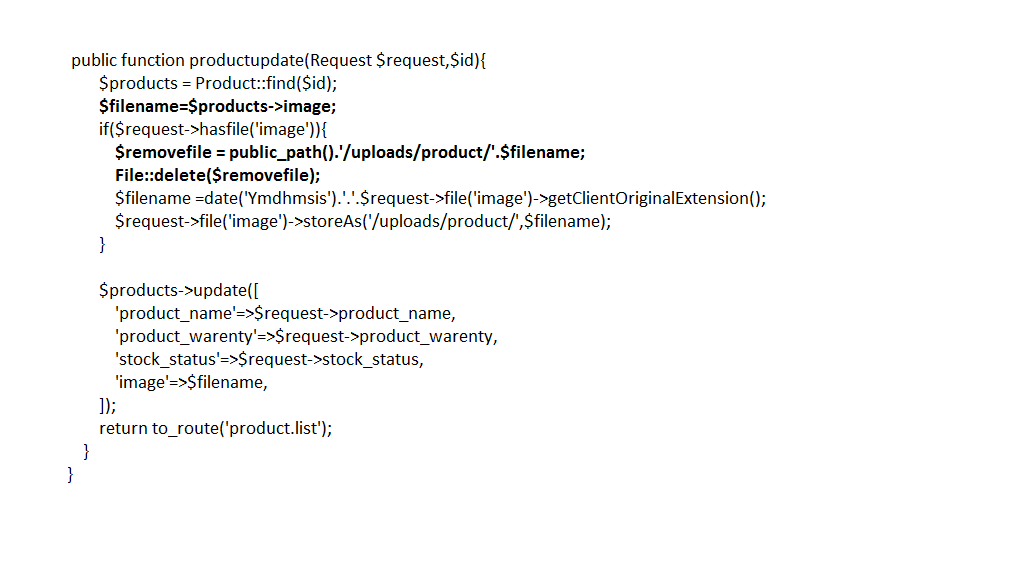 public function productupdate(Request $request,$id){
$products = Product::find($id);
$filename=$products->image;
if($request->hasfile('image')){
$removefile = public_path().'/uploads/product/'.$filename;
File::delete($removefile);
$filename =date('Ymdhmsis').'.'.$request->file('image')->getClientOriginalExtension();
$request->file('image')->storeAs('/uploads/product/',$filename);
}
$products->update([
'product_name'=>$request->product_name,
'product_warenty'=>$request->product_warenty,
'stock_status'=>$request->stock_status,
'image'=>$filename,
]);
return to_route('product.list');
}
}